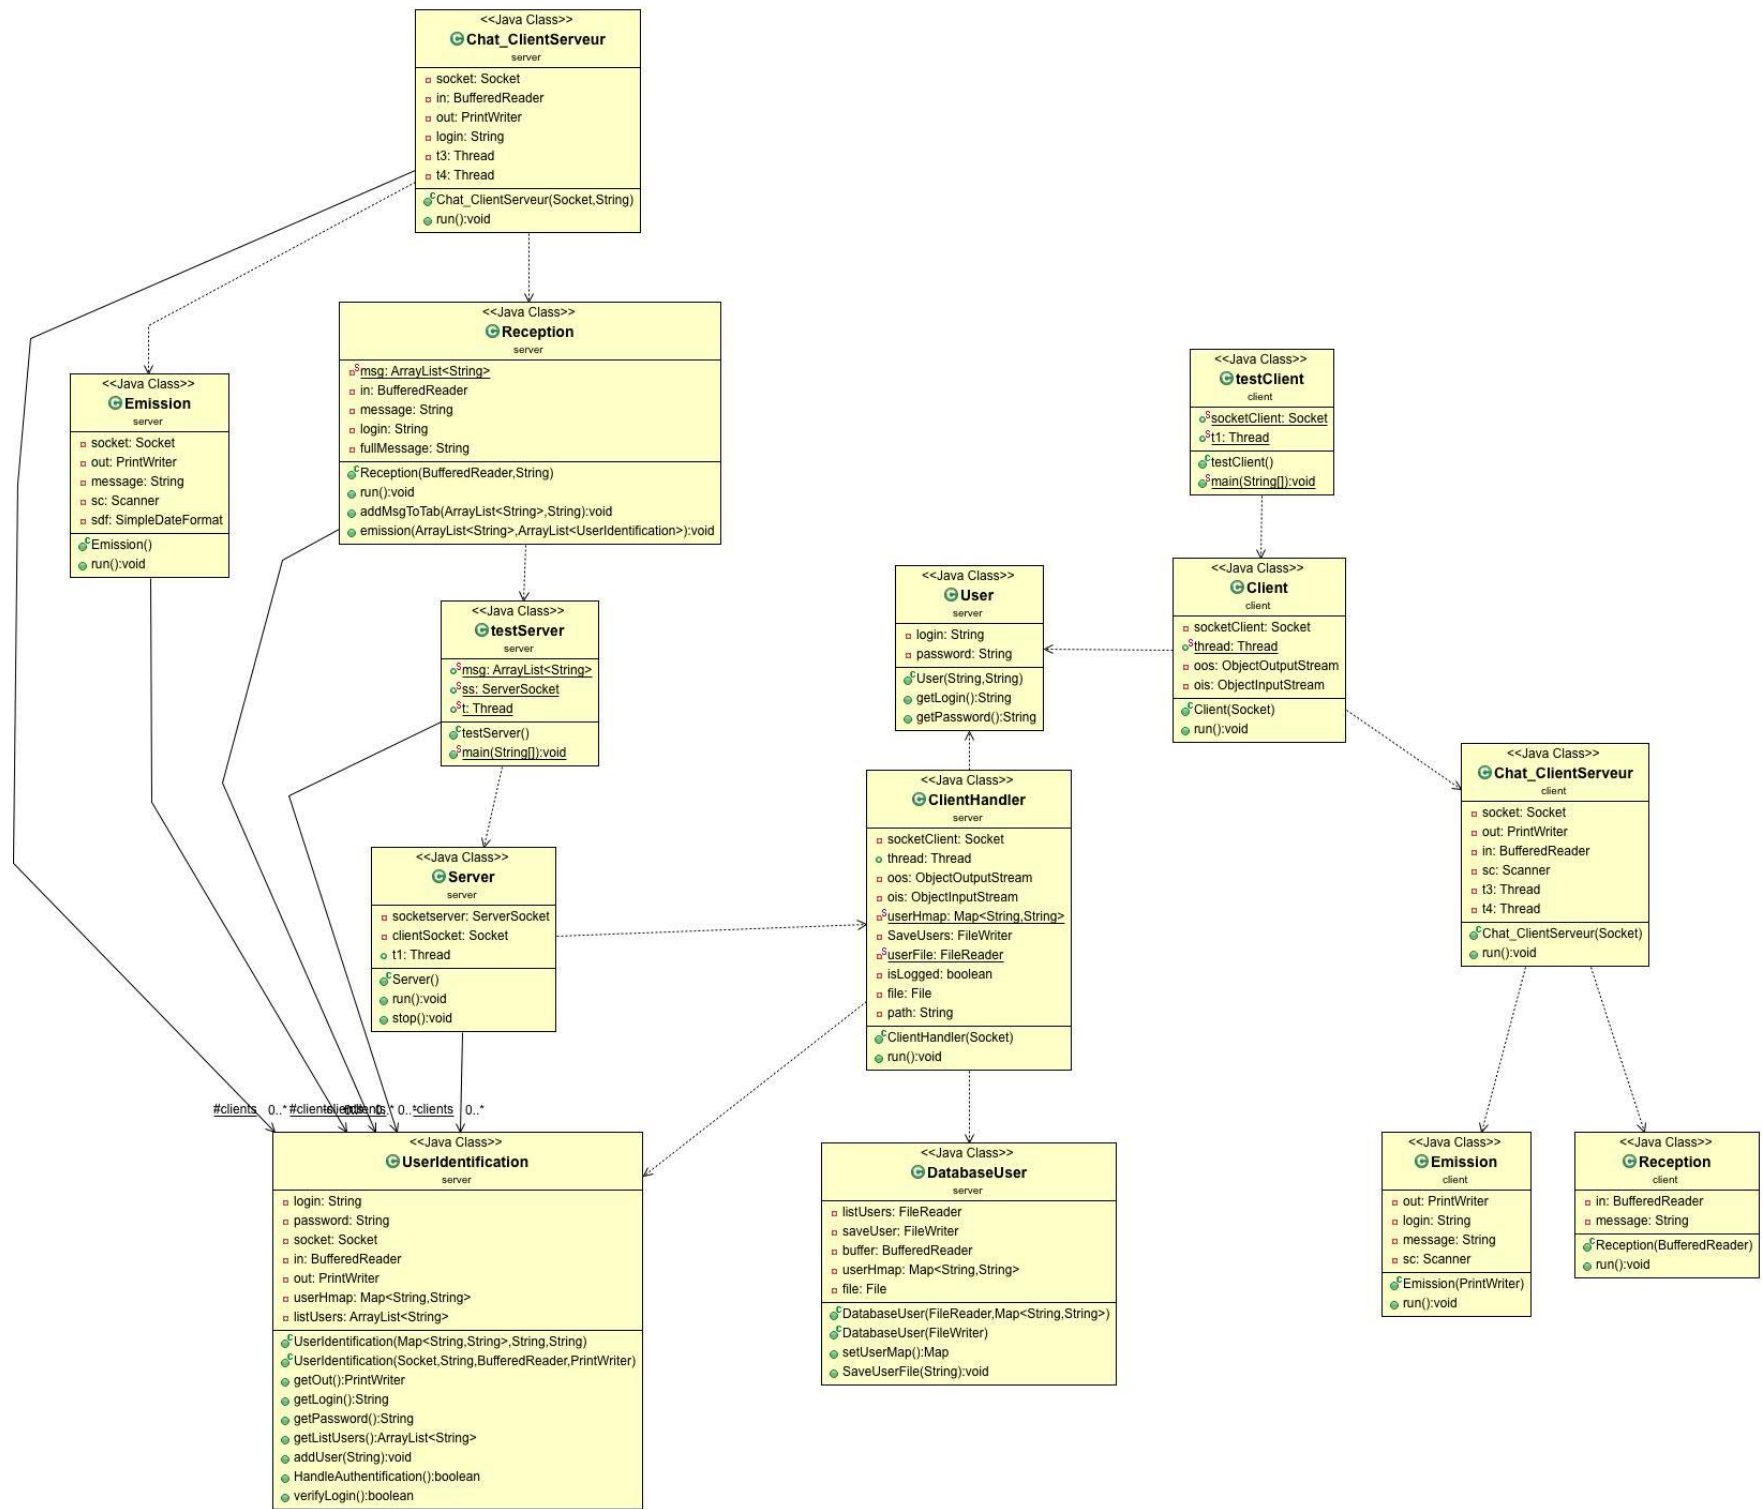 <<Java Class>>
Chat_ClientServeur
server
socket: Socket
in: BufferedReader
out: PrintWriter
login: String
t3: Thread
t4: Thread
Chat_ClientServeur(Socket,String)
run():void
<<Java Class>>
Reception
server
msg: ArrayList<String>
in: BufferedReader
message: String
login: String
fullMessage: String
Reception(BufferedReader,String)
run():void
addMsgToTab(ArrayList<String>,String):void
emission(ArrayList<String>,ArrayList<UserIdentification>):void
<<Java Class>>
Emission
server
socket: Socket
out: PrintWriter
message: String
sc: Scanner
sdf: SimpleDateFormat
Emission()
run():void
<<Java Class>>
testClient
client
socketClient: Socket
t1: Thread
testClient()
main(String[]):void
<<Java Class>>
testServer
server
msg: ArrayList<String>
ss: ServerSocket
t: Thread
testServer()
main(String[]):void
<<Java Class>>
User
server
login: String
password: String
User(String,String)
getLogin():String
getPassword():String
<<Java Class>>
Client
client
socketClient: Socket
thread: Thread
oos: ObjectOutputStream
ois: ObjectInputStream
Client(Socket)
run():void
<<Java Class>>
Chat_ClientServeur
client
socket: Socket
out: PrintWriter
in: BufferedReader
sc: Scanner
t3: Thread
t4: Thread
Chat_ClientServeur(Socket)
run():void
<<Java Class>>
Server
server
socketserver: ServerSocket
clientSocket: Socket
t1: Thread
Server()
run():void
stop():void
<<Java Class>>
ClientHandler
server
socketClient: Socket
thread: Thread
oos: ObjectOutputStream
ois: ObjectInputStream
userHmap: Map<String,String>
SaveUsers: FileWriter
userFile: FileReader
isLogged: boolean
file: File
path: String
ClientHandler(Socket)
run():void
#clients 0..* 0..* -clients 0..*
<<Java Class>>
UserIdentification
server
login: String
password: String
socket: Socket
in: BufferedReader
out: PrintWriter
userHmap: Map<String,String>
listUsers: ArrayList<String>
UserIdentification(Map<String,String>,String,String)
UserIdentification(Socket,String,BufferedReader,PrintWriter)
getOut():PrintWriter
getLogin():String
getPassword():String
getListUsers():ArrayList<String>
addUser(String):void
HandleAuthentification():boolean
verifyLogin():boolean
<<Java Class>>
DatabaseUser
server
listUsers: FileReader
saveUser: FileWriter
buffer: BufferedReader
userHmap: Map<String,String>
file: File
DatabaseUser(FileReader,Map<String,String>)
DatabaseUser(FileWriter)
setUserMap():Map
SaveUserFile(String):void
<<Java Class>>
Emission
client
out: PrintWriter
login: String
message: String
sc: Scanner
Emission(PrintWriter)
run():void
<<Java Class>>
Reception
client
in: BufferedReader
message: String
Reception(BufferedReader)
run():void